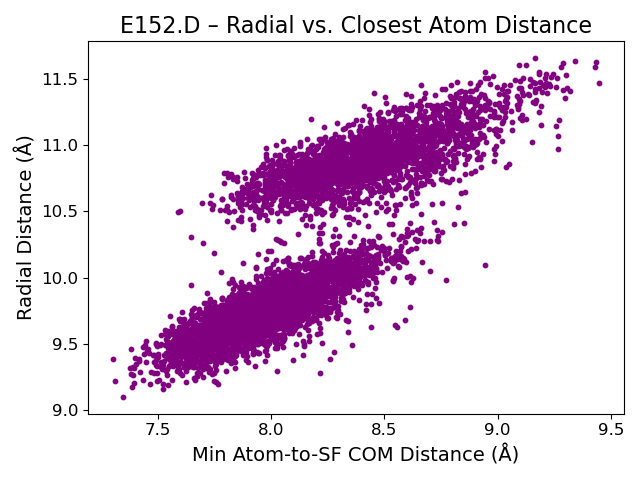 E152.D – Radial vs. Closest Atom Distance
Radial Distance (Å)
11.5
11.0
10.5
10.0
9.5
9.0
7.5 8.0 8.5 9.0 9.5
Min Atom-to-SF COM Distance (Å)